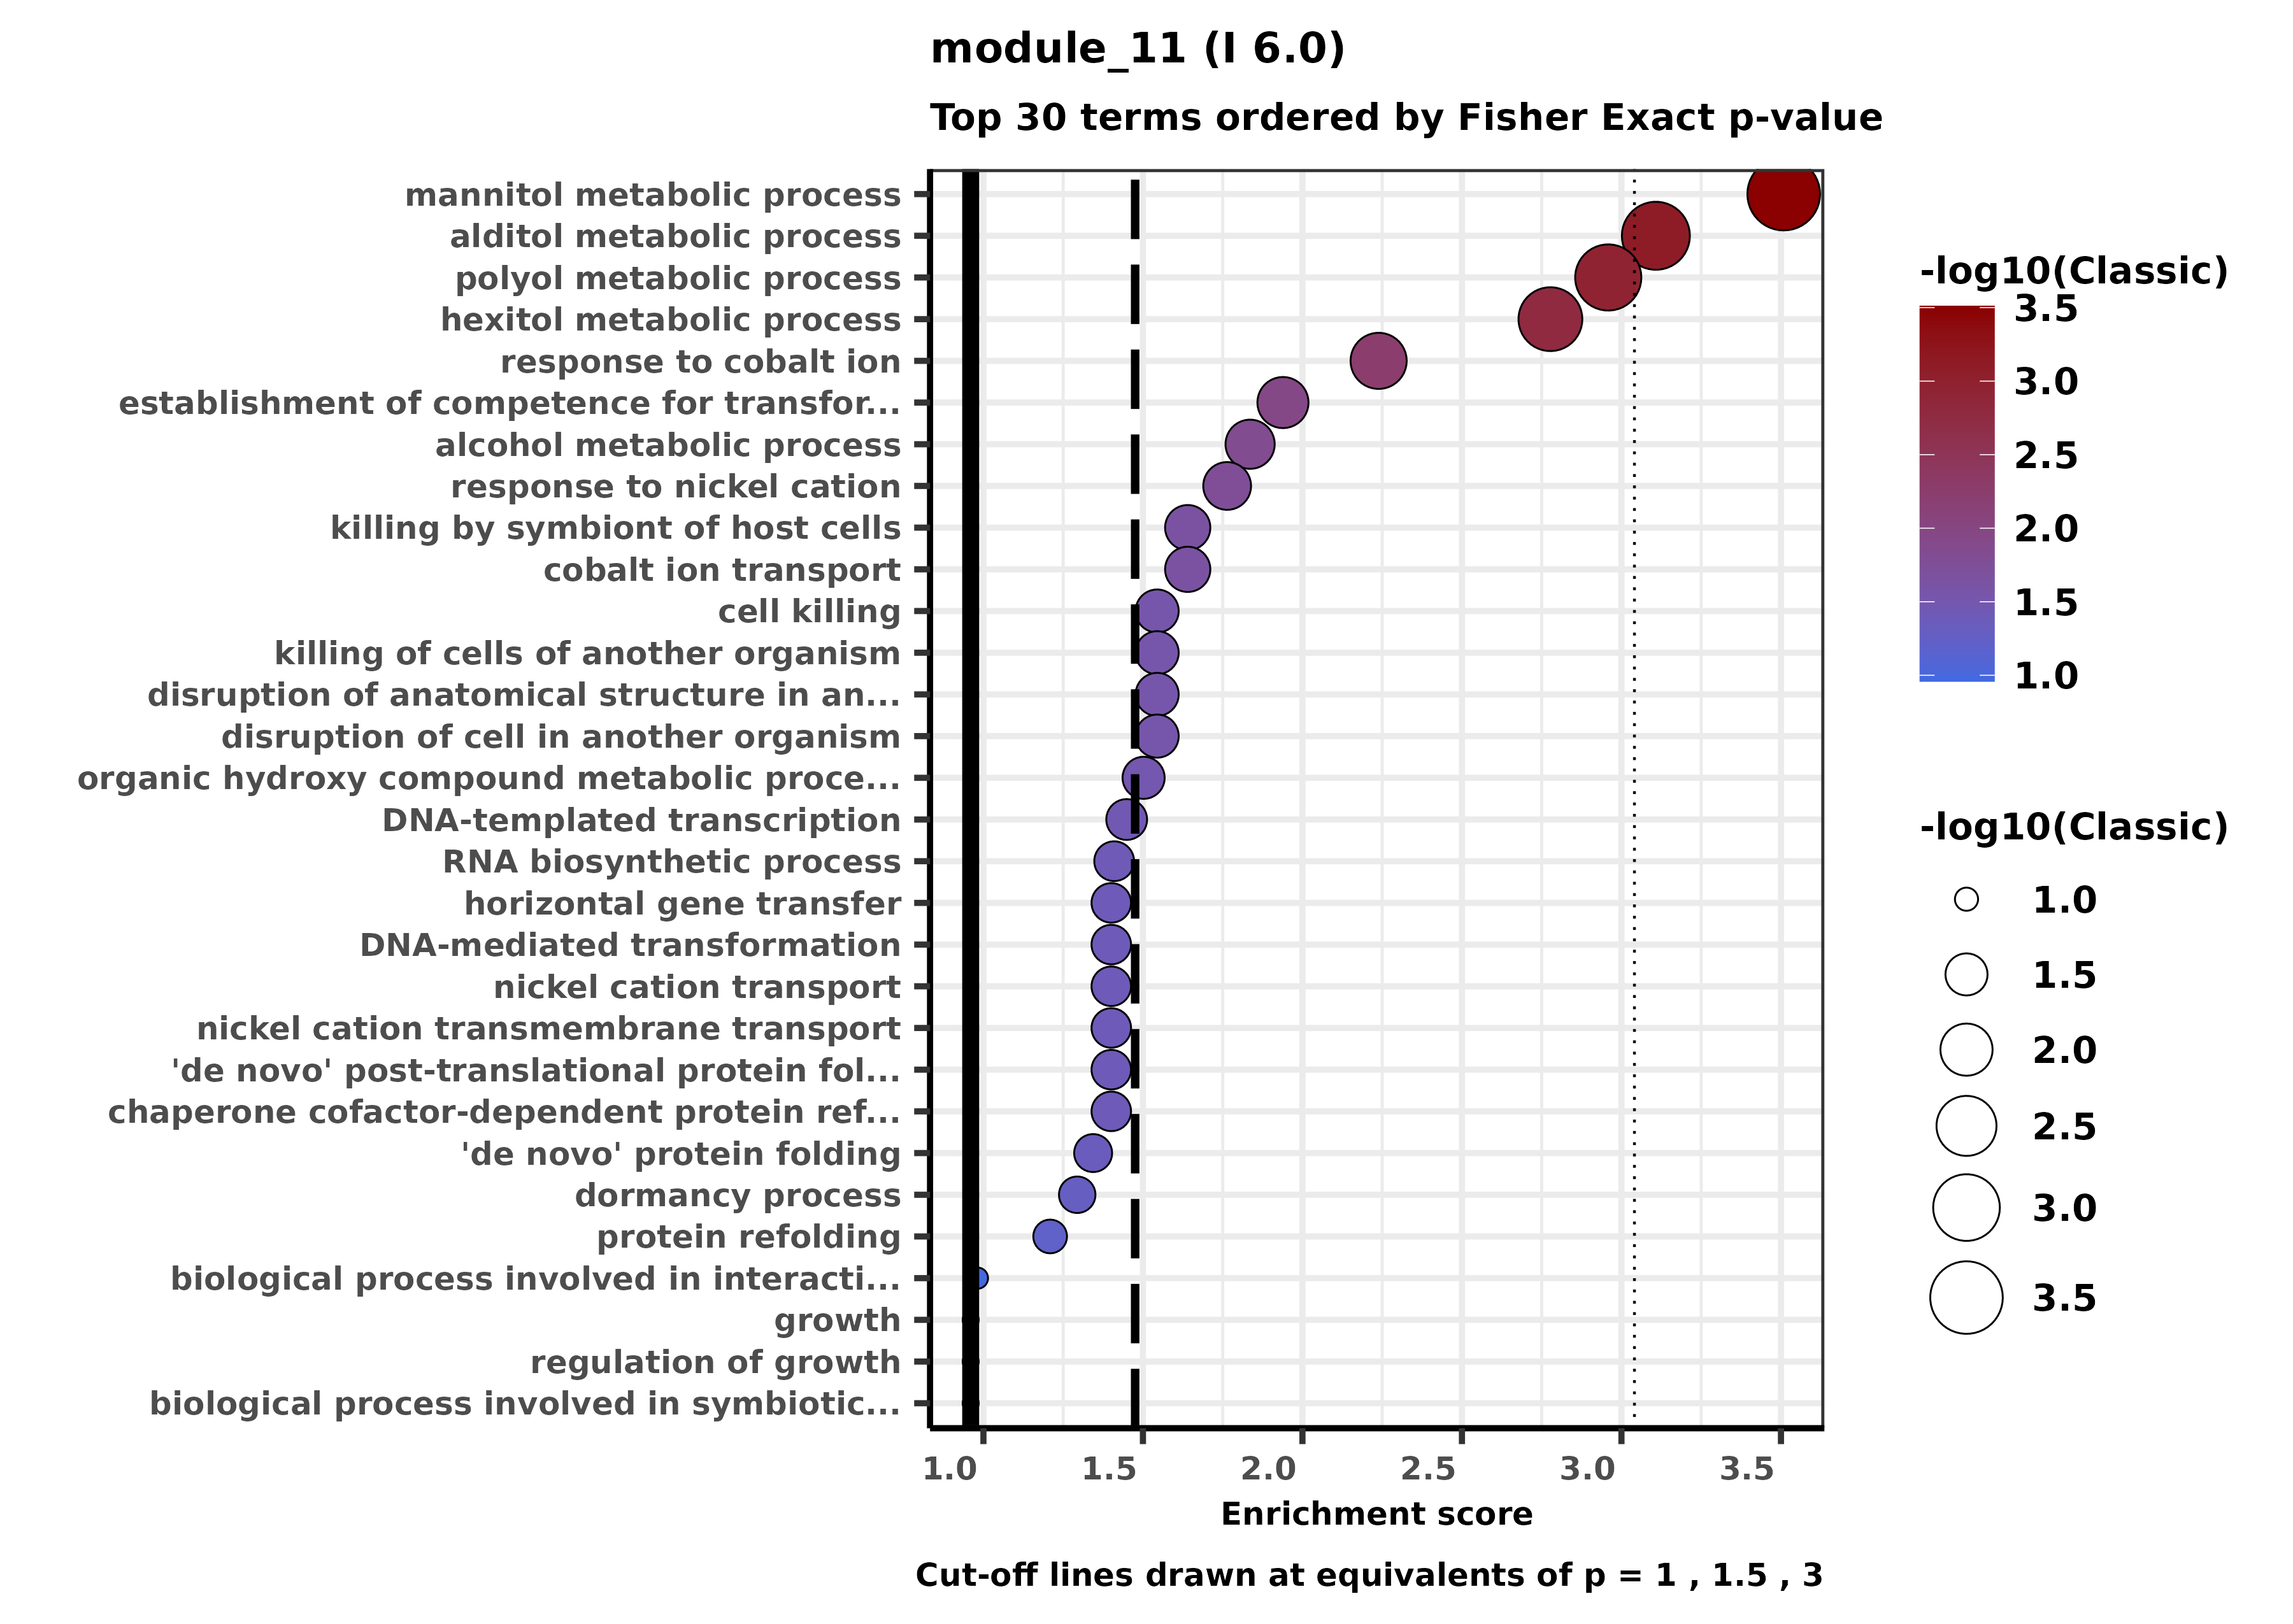 module_11 (I 6.0)
Top 30 terms ordered by Fisher Exact p-value
mannitol metabolic process
alditol metabolic process
polyol metabolic process
hexitol metabolic process
response to cobalt ion
establishment of competence for transfor...
alcohol metabolic process
response to nickel cation
killing by symbiont of host cells
cobalt ion transport
cell killing
killing of cells of another organism
disruption of anatomical structure in an...
disruption of cell in another organism
organic hydroxy compound metabolic proce...
DNA-templated transcription
RNA biosynthetic process
horizontal gene transfer
DNA-mediated transformation
nickel cation transport
nickel cation transmembrane transport
'de novo' post-translational protein fol...
chaperone cofactor-dependent protein ref...
'de novo' protein folding
dormancy process
protein refolding
biological process involved in interacti...
growth
regulation of growth
biological process involved in symbiotic...
1.0 1.5 2.0 2.5 3.0 3.5
Enrichment score
Cut-off lines drawn at equivalents of p = 1 , 1.5 , 3
-log10(Classic)
3.5
3.0
2.5
2.0
1.5
1.0
-log10(Classic)
1.0
1.5
2.0
2.5
3.0
3.5